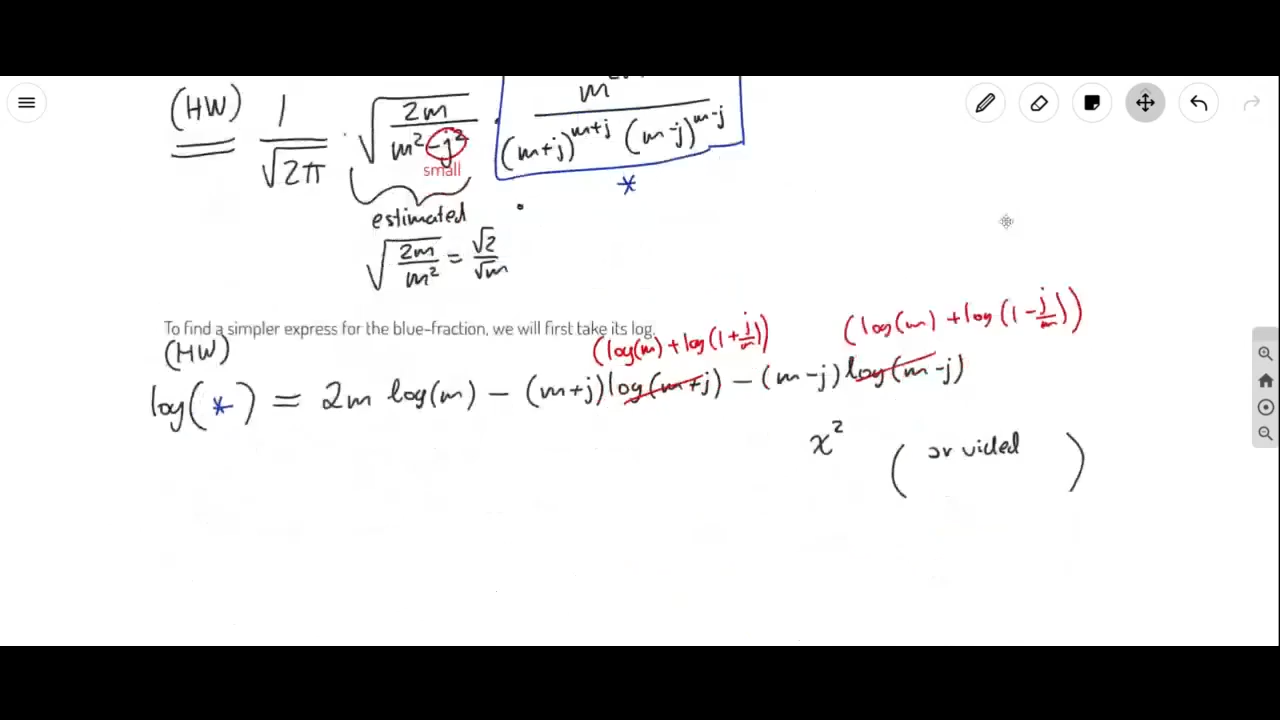 (HW) 1/√2π · √(2m/(m² - j²)) · m²/((m+j)^(m+j) (m-j)^(m-j))
small
*
estimated
√(2m/m²) = √2/√m
To find a simpler express for the blue-fraction, we will first take its log.
(HW)
(log(m) + log(1+j/m)) (log(m) + log(1-j/m))
log(*) = 2m log(m) - (m+j) log(m+j) - (m-j) log(m-j)
x² ( )